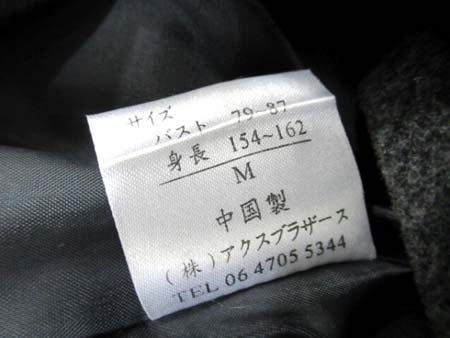 サイズ
バスト 79~87
身長 154~162
M
中国製
(株)アクスブラザース
TEL 06 4705 5344